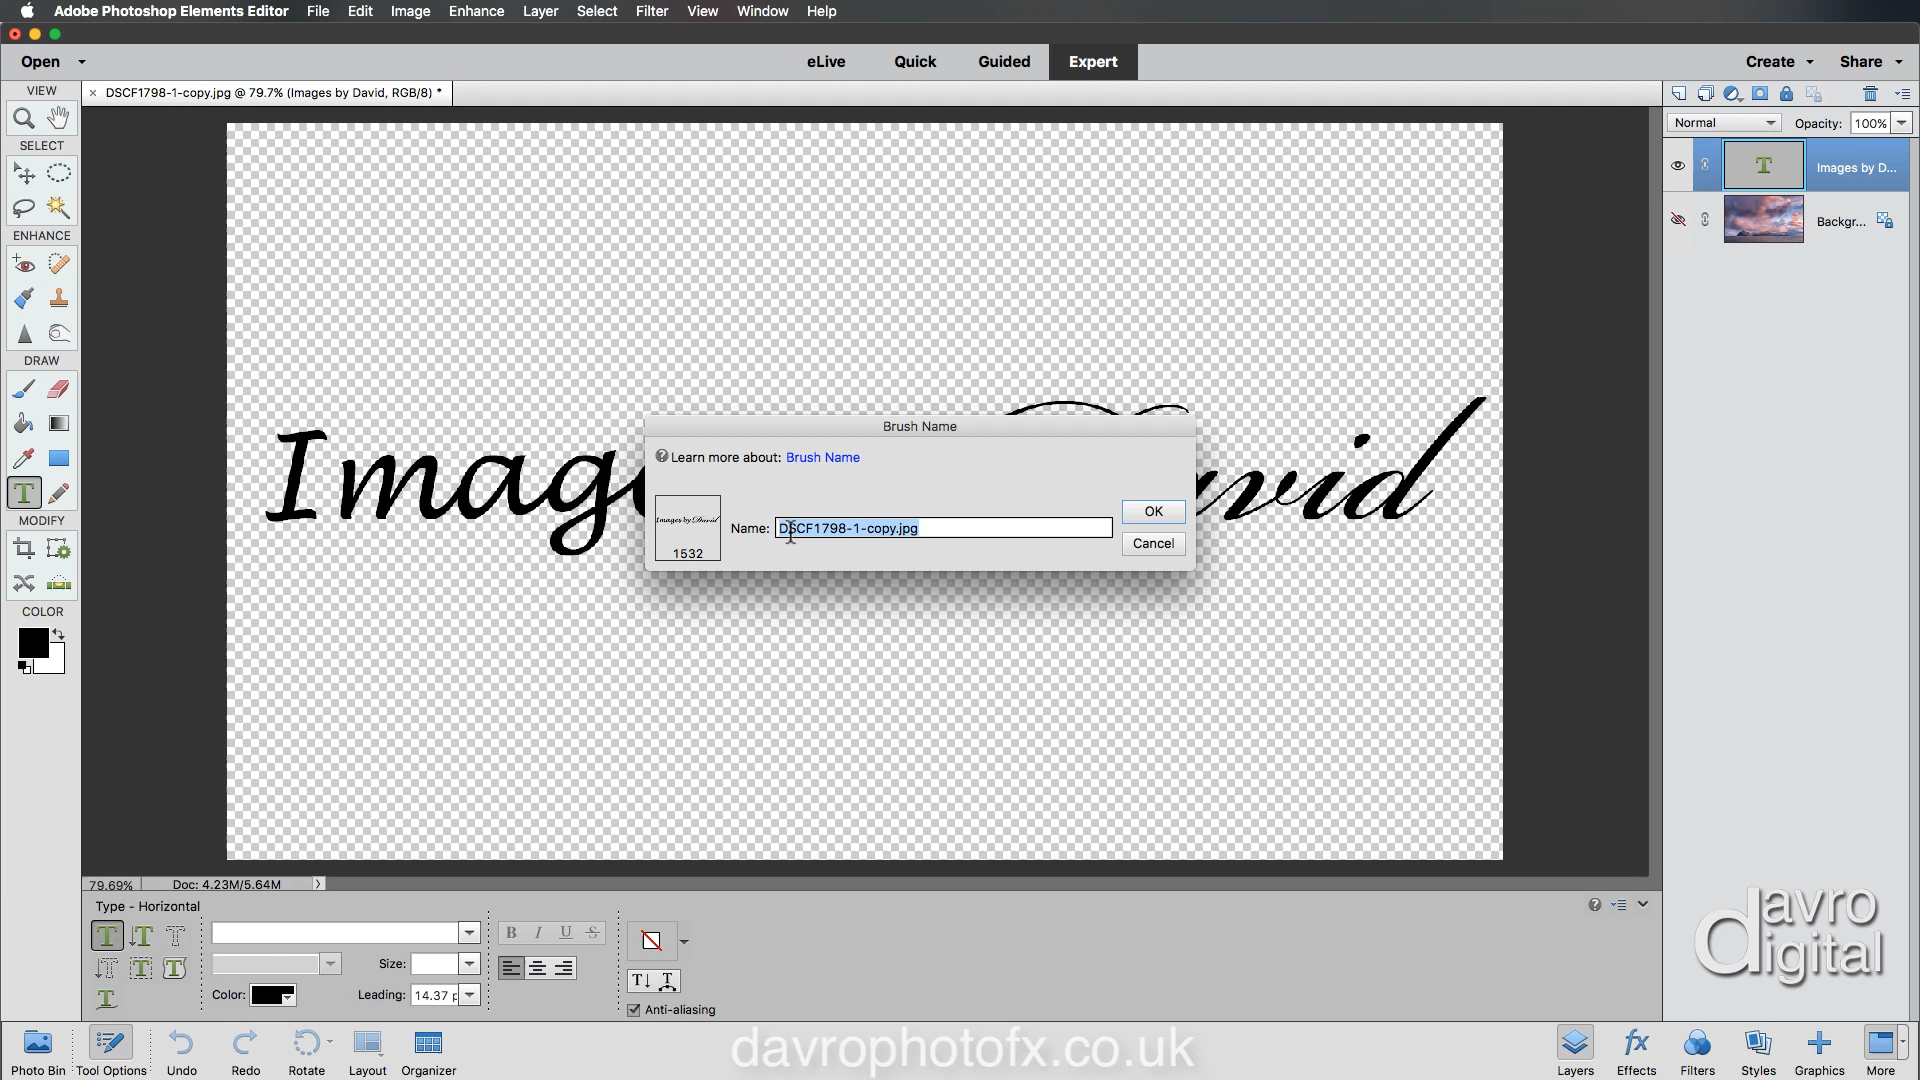 Adobe Photoshop Elements Editor File Edit Image Enhance Layer Select Filter View Window Help
Open eLive Quick Guided Expert Create Share
VIEW
DSCF1798-1-copy.jpg @ 79.7% (Images by David, RGB/8) *
Normal Opacity: 100%
SELECT
Images by D...
Backgr...
ENHANCE
DRAW
MODIFY
COLOR
Brush Name
Learn more about: Brush Name
Images by David
1532
Name: DSCF1798-1-copy.jpg
OK
Cancel
79.69% Doc: 4.23M/5.64M
Type - Horizontal
Size:
Color: Leading: 14.37 p
B I U S
Anti-aliasing
davro
digital
Photo Bin Tool Options Undo Redo Rotate Layout Organizer
davrophotofx.co.uk
Layers Effects Filters Styles Graphics More